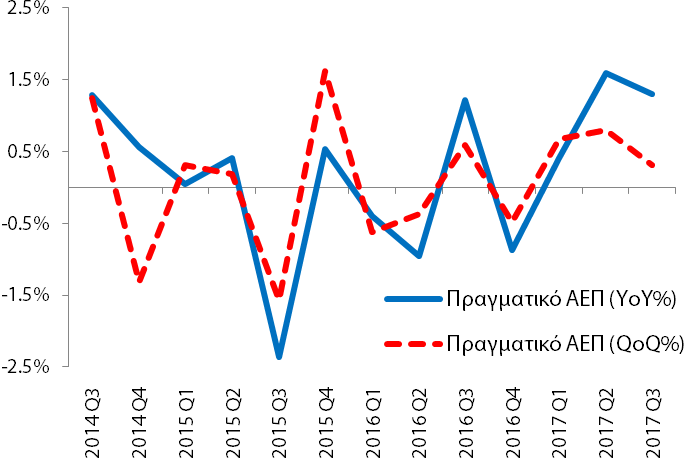 2.5%
1.5%
0.5%
-0.5%
-1.5%
-2.5%
Πραγματικό ΑΕΠ (YoY%)
Πραγματικό ΑΕΠ (QoQ%)
2014 Q3
2014 Q4
2015 Q1
2015 Q2
2015 Q3
2015 Q4
2016 Q1
2016 Q2
2016 Q3
2016 Q4
2017 Q1
2017 Q2
2017 Q3